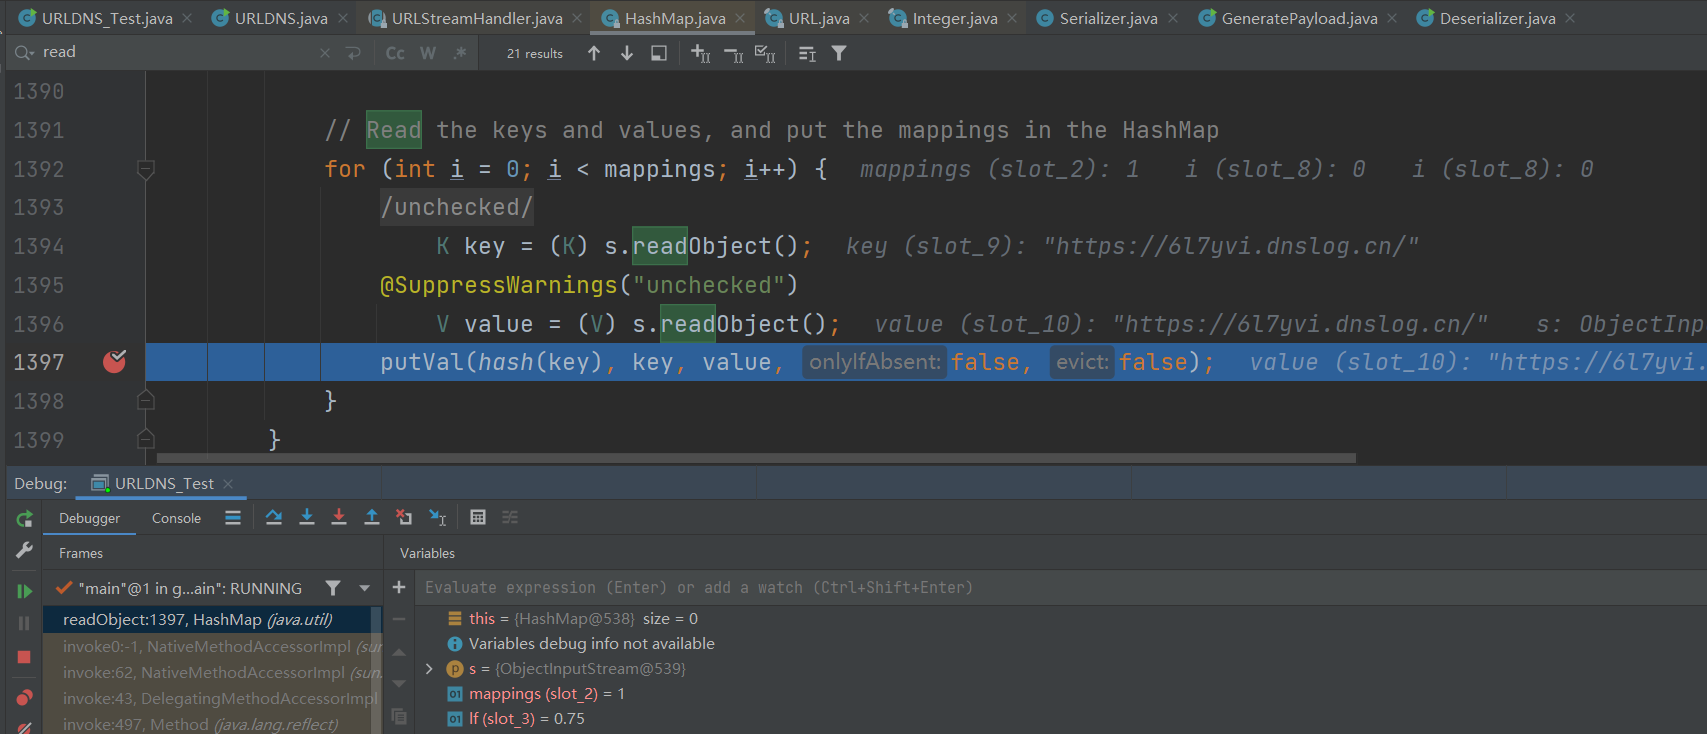 URLDNS_Test.java URLDNS.java URLStreamHandler.java HashMap.java URL.java Integer.java Serializer.java GeneratePayload.java Deserializer.java
read Cc W .* 21 results
1390
1391 // Read the keys and values, and put the mappings in the HashMap
1392 for (int i = 0; i < mappings; i++) { mappings (slot_2): 1 i (slot_8): 0 i (slot_8): 0
1393 /unchecked/
1394 K key = (K) s.readObject(); key (slot_9): "https://6l7yvi.dnslog.cn/"
1395 @SuppressWarnings("unchecked")
1396 V value = (V) s.readObject(); value (slot_10): "https://6l7yvi.dnslog.cn/" s: ObjectInp
1397 putVal(hash(key), key, value, onlyIfAbsent: false, evict: false); value (slot_10): "https://6l7yvi.
1398 }
1399 }
Debug: URLDNS_Test
Debugger Console
Frames Variables
"main"@1 in g...ain": RUNNING Evaluate expression (Enter) or add a watch (Ctrl+Shift+Enter)
readObject:1397, HashMap (java.util) this = {HashMap@538} size = 0
invoke0:-1, NativeMethodAccessorImpl (sur Variables debug info not available
invoke:62, NativeMethodAccessorImpl (sun. p s = {ObjectInputStream@539}
invoke:43, DelegatingMethodAccessorImpl 01 mappings (slot_2) = 1
invoke:497, Method (java.lang.reflect) 01 lf (slot_3) = 0.75